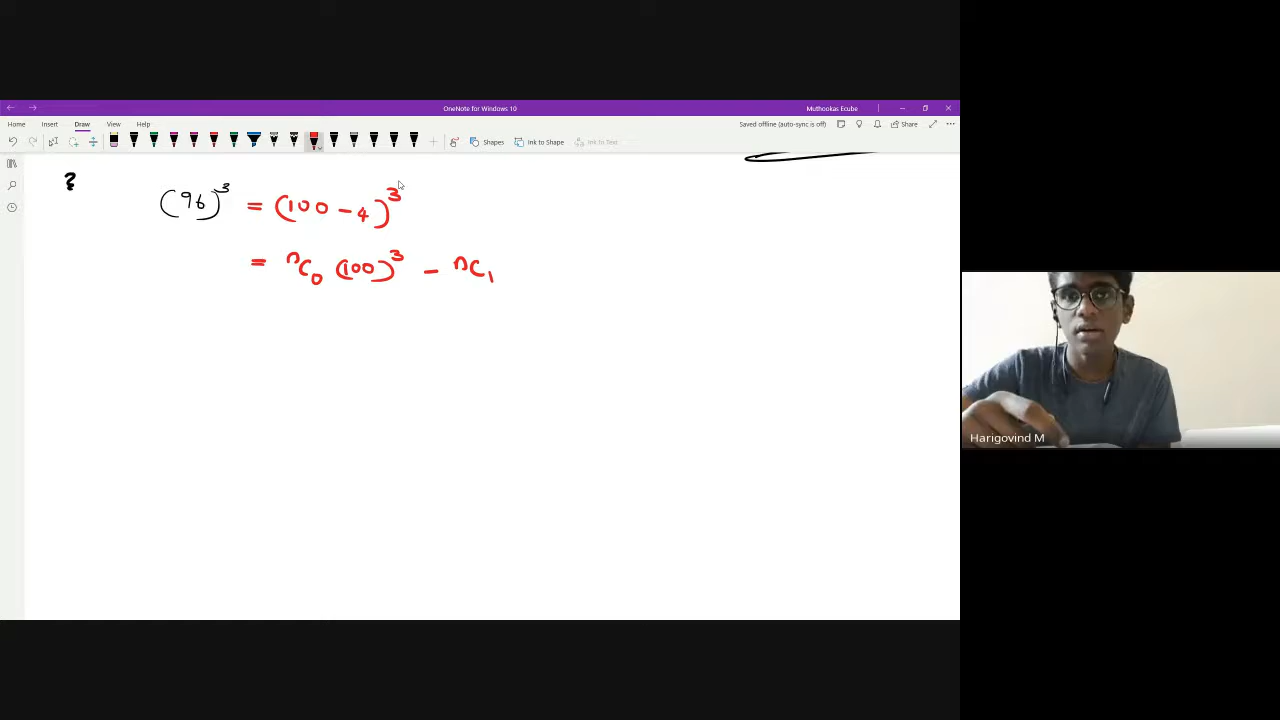 OneNote for Windows 10
Muthookas Ecube
Home Insert Draw View Help
Saved offline (auto-sync is off)
Share
Shapes
Ink to Shape
Ink to Text
?
(96)³ = (100 - 4)³
= ⁿC₀ (100)³ - ⁿC₁
Harigovind M